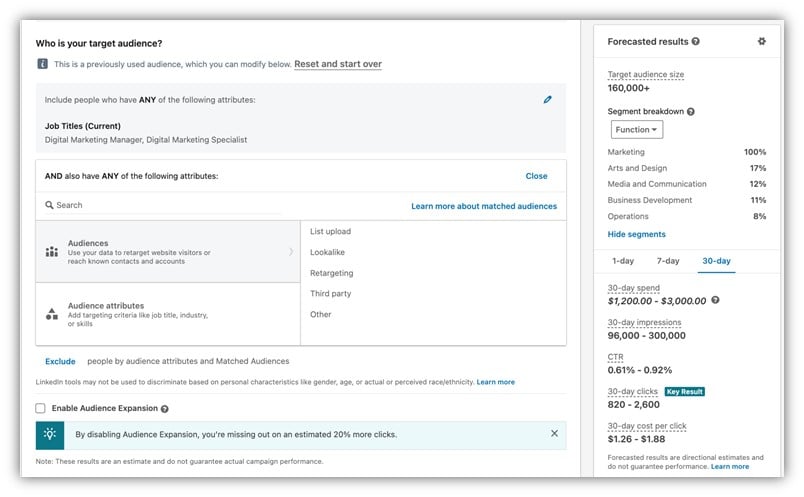 Who is your target audience?
This is a previously used audience, which you can modify below. Reset and start over
Include people who have ANY of the following attributes:
Job Titles (Current)
Digital Marketing Manager, Digital Marketing Specialist
AND also have ANY of the following attributes:
Close
Search
Learn more about matched audiences
Audiences
Use your data to retarget website visitors or
reach known contacts and accounts
Audience attributes
Add targeting criteria like job title, industry,
or skills
List upload
Lookalike
Retargeting
Third party
Other
Exclude people by audience attributes and Matched Audiences
LinkedIn tools may not be used to discriminate based on personal characteristics like gender, age, or actual or perceived race/ethnicity. Learn more
Enable Audience Expansion
By disabling Audience Expansion, you're missing out on an estimated 20% more clicks.
Note: These results are an estimate and do not guarantee actual campaign performance.
Forecasted results
Target audience size
160,000+
Segment breakdown
Function
Marketing 100%
Arts and Design 17%
Media and Communication 12%
Business Development 11%
Operations 8%
Hide segments
1-day 7-day 30-day
30-day spend
$1,200.00 - $3,000.00
30-day impressions
96,000 - 300,000
CTR
0.61% - 0.92%
30-day clicks Key Result
820 - 2,600
30-day cost per click
$1.26 - $1.88
Forecasted results are directional estimates and
do not guarantee performance. Learn more